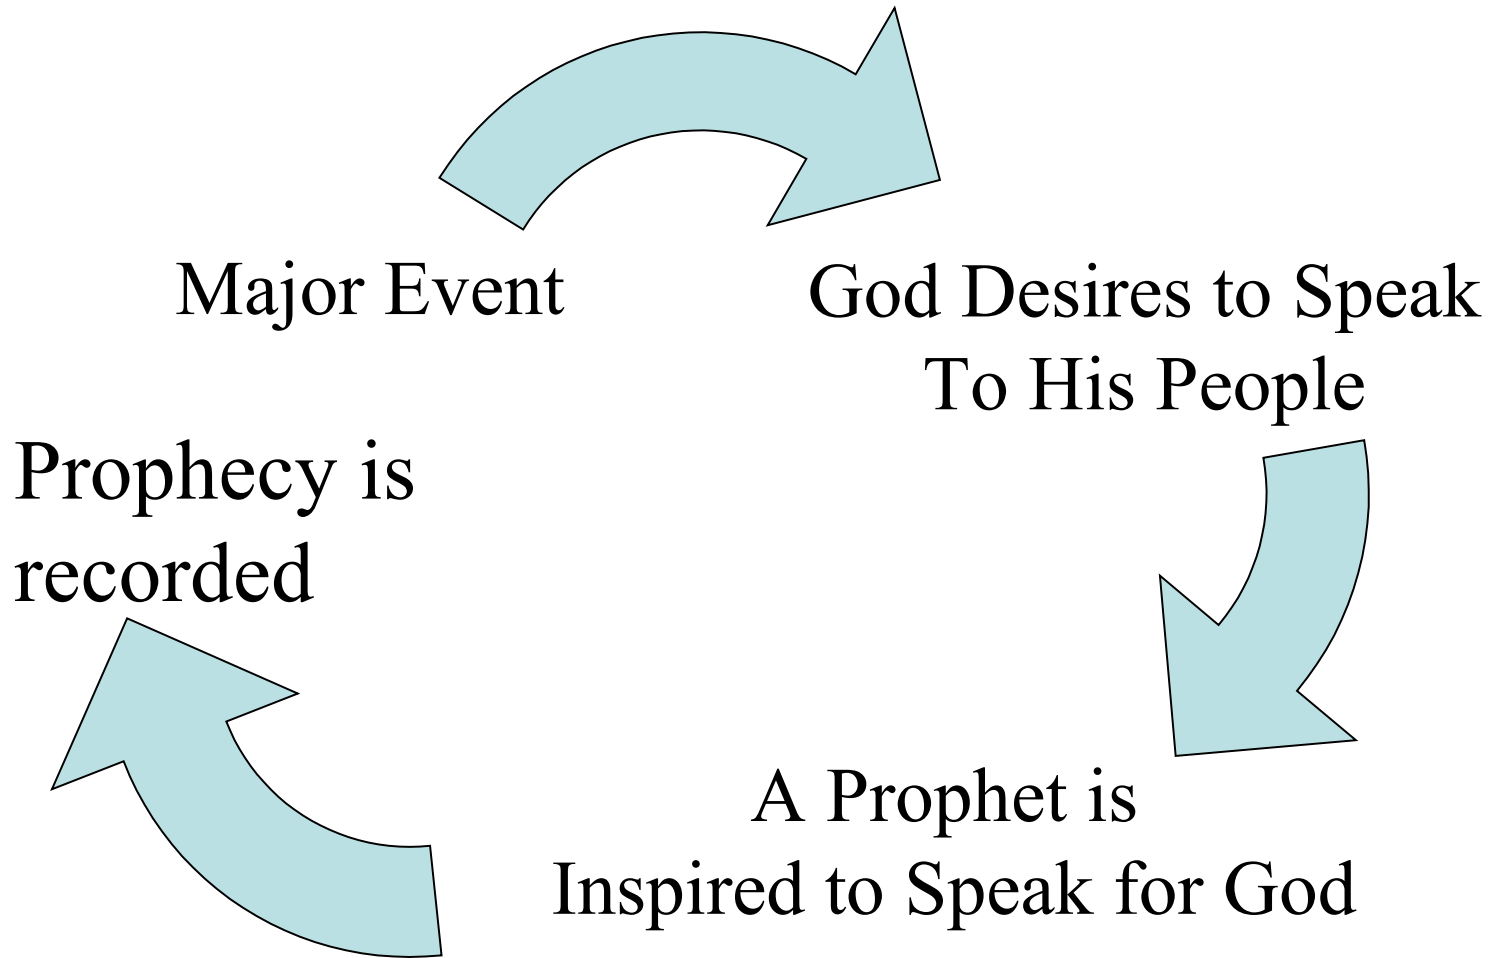 Major Event
God Desires to Speak
To His People
A Prophet is
Inspired to Speak for God
Prophecy is
recorded